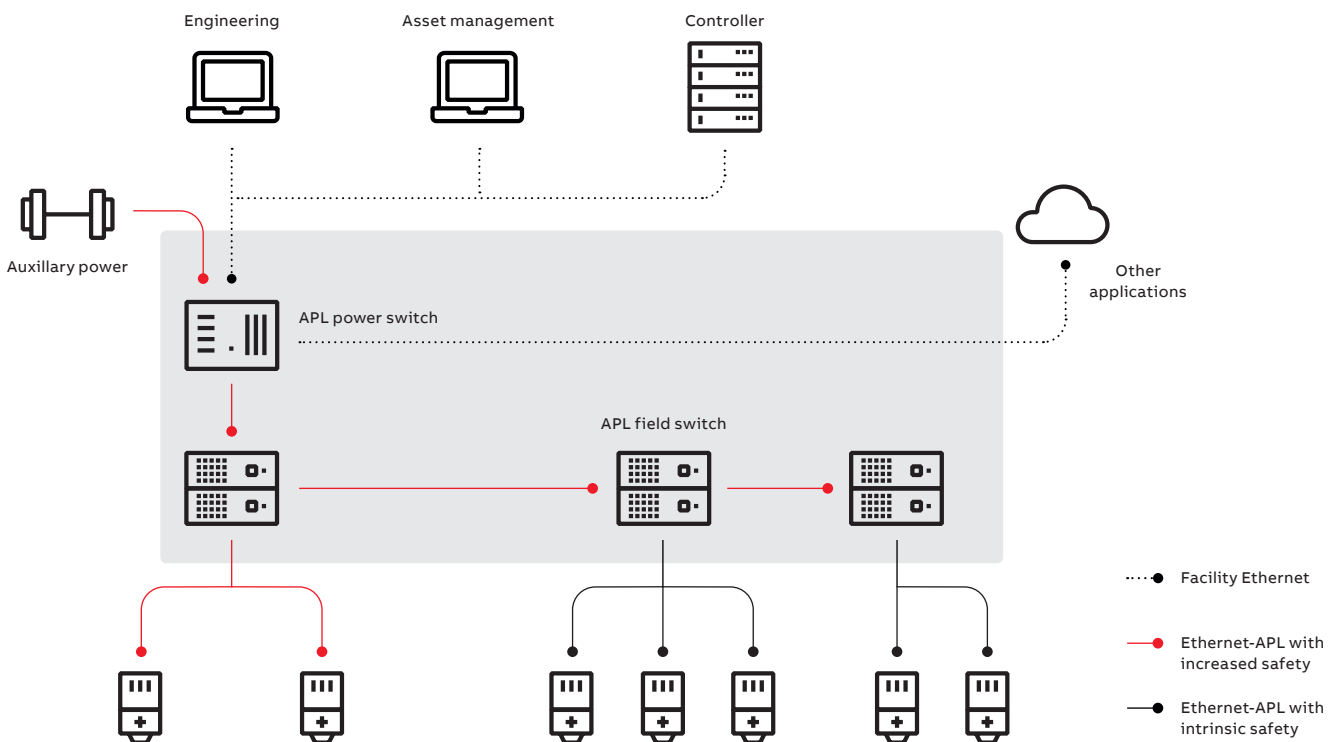 Engineering
Asset management
Controller
Auxillary power
Other
applications
APL power switch
APL field switch
Facility Ethernet
Ethernet-APL with
increased safety
Ethernet-APL with
intrinsic safety